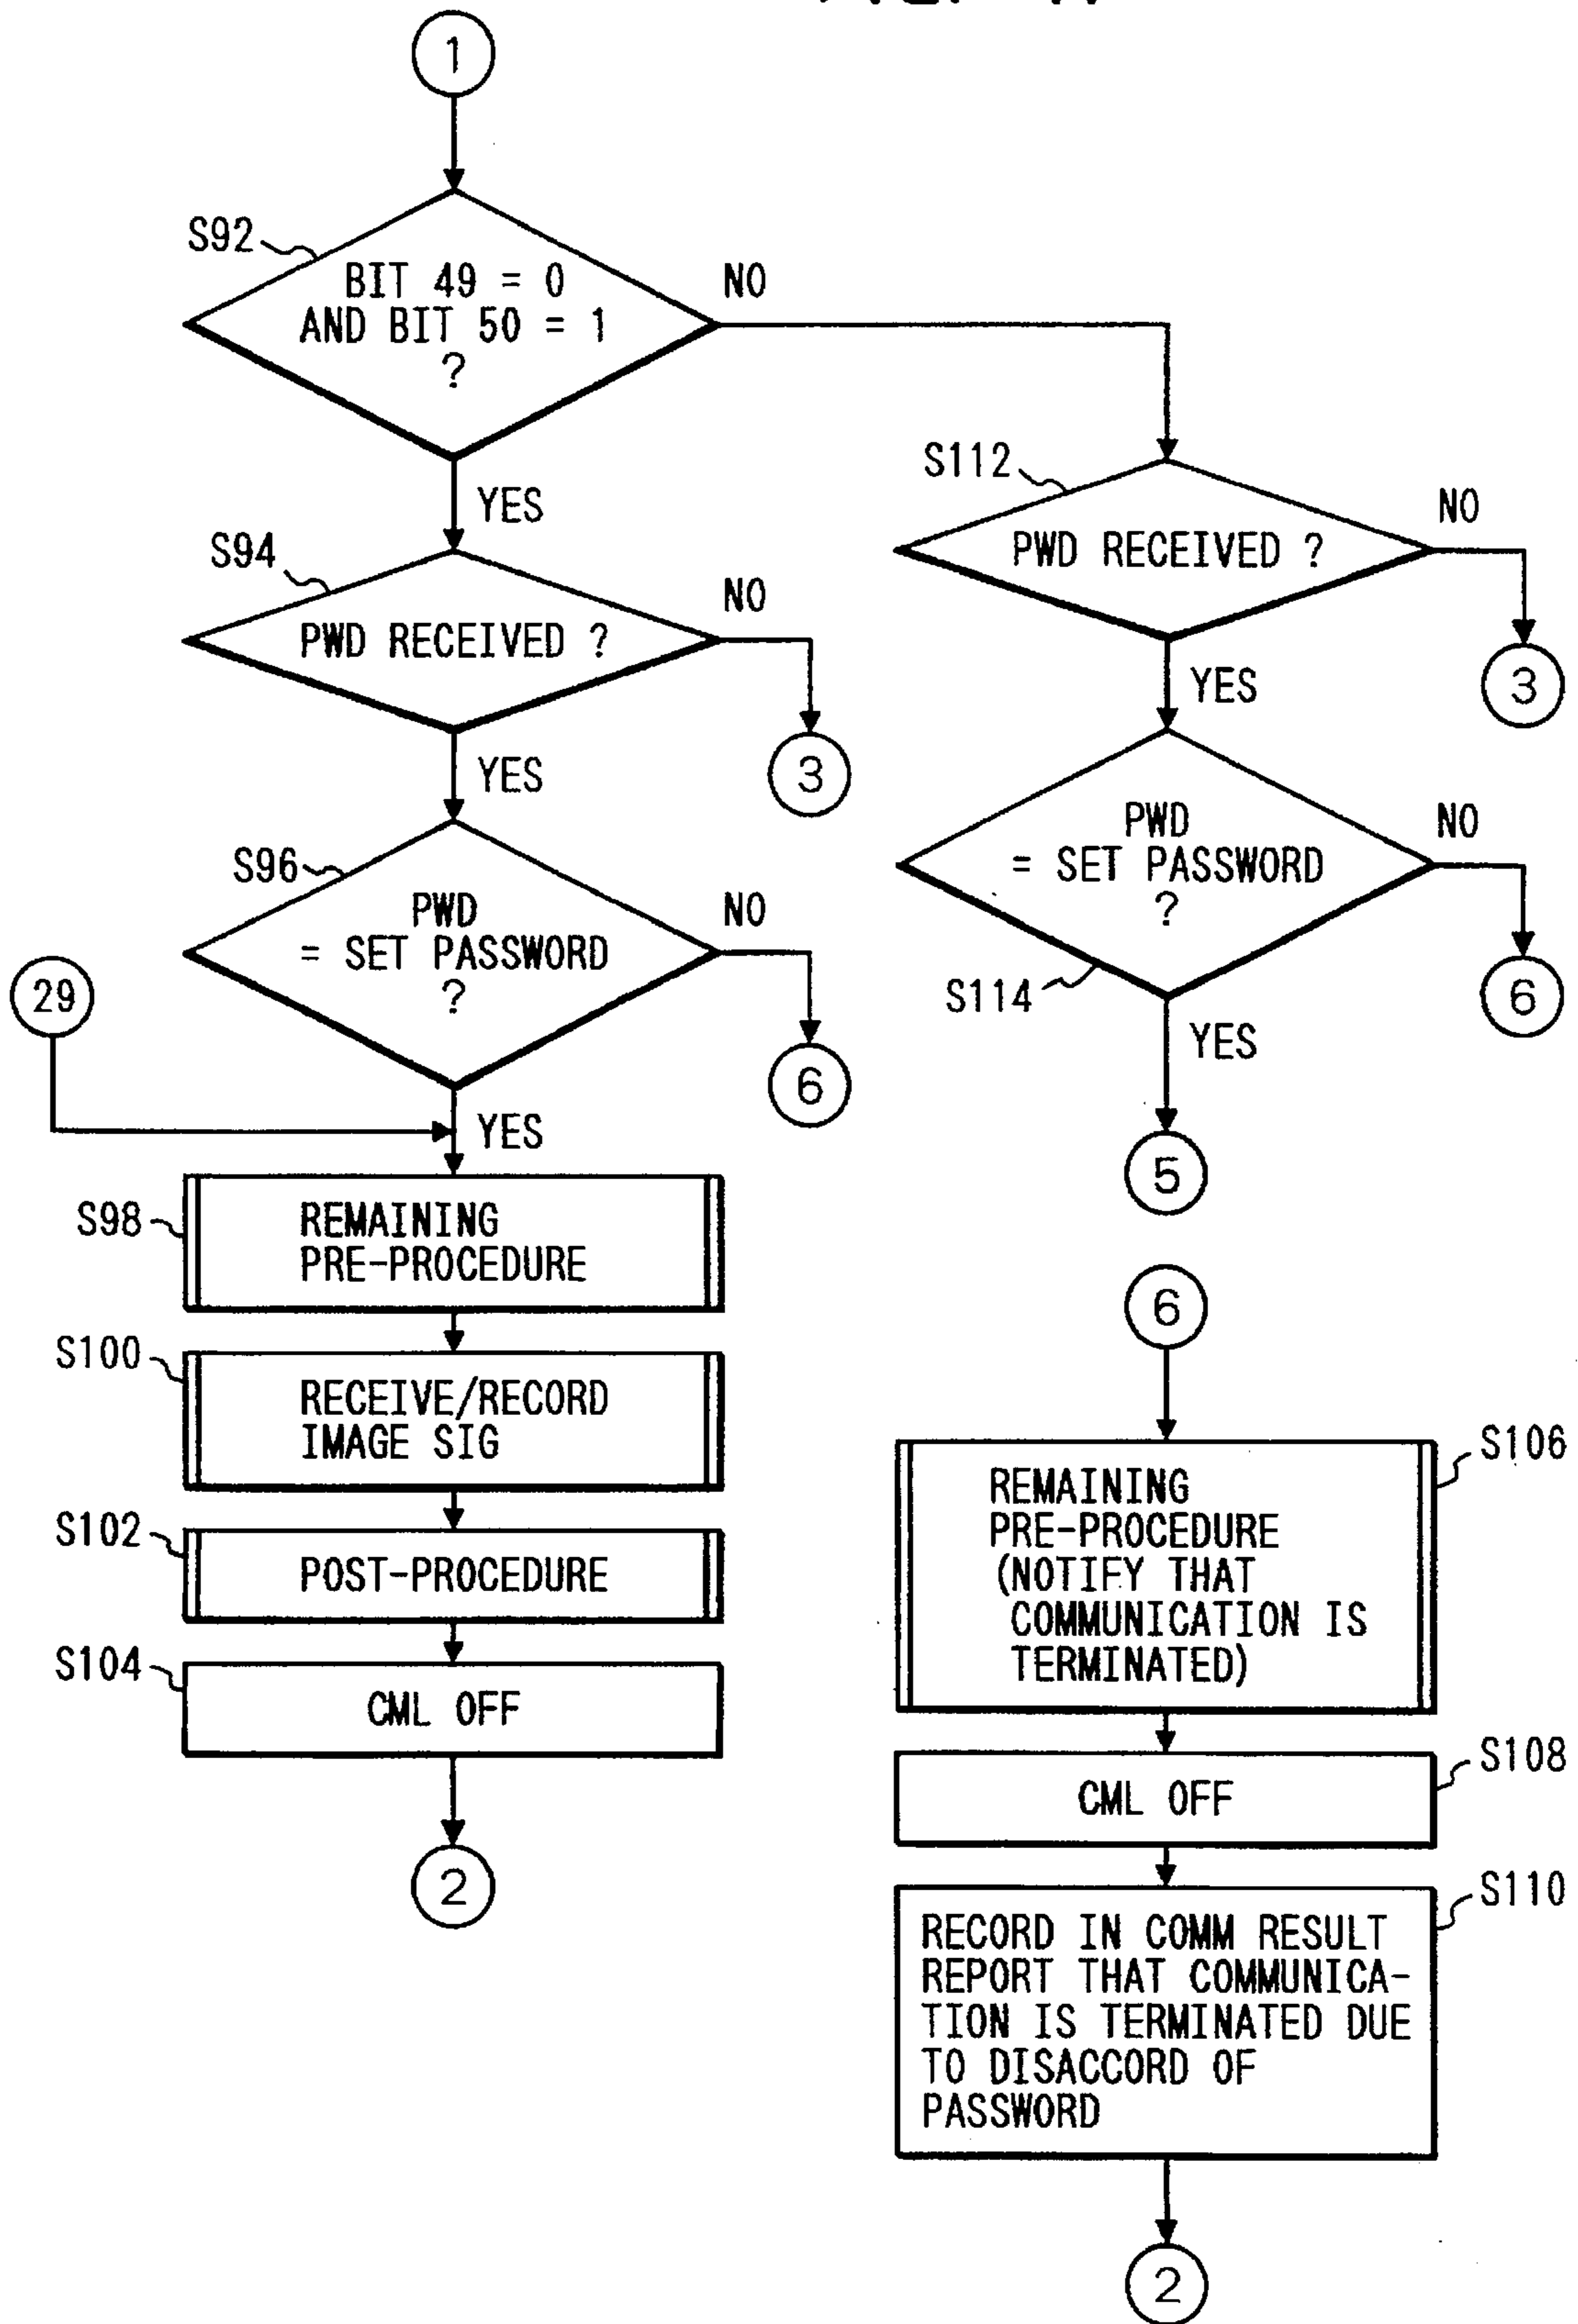 1
S92
BIT 49 = 0
AND BIT 50 = 1
?
NO
YES
S94
PWD RECEIVED ?
NO
3
YES
S96
PWD
= SET PASSWORD
?
NO
6
29
YES
S98
REMAINING
PRE-PROCEDURE
S100
RECEIVE/RECORD
IMAGE SIG
S102
POST-PROCEDURE
S104
CML OFF
2
S112
PWD RECEIVED ?
NO
3
YES
PWD
= SET PASSWORD
?
NO
6
S114
YES
5
6
S106
REMAINING
PRE-PROCEDURE
(NOTIFY THAT
COMMUNICATION IS
TERMINATED)
S108
CML OFF
S110
RECORD IN COMM RESULT
REPORT THAT COMMUNICA-
TION IS TERMINATED DUE
TO DISACCORD OF
PASSWORD
2